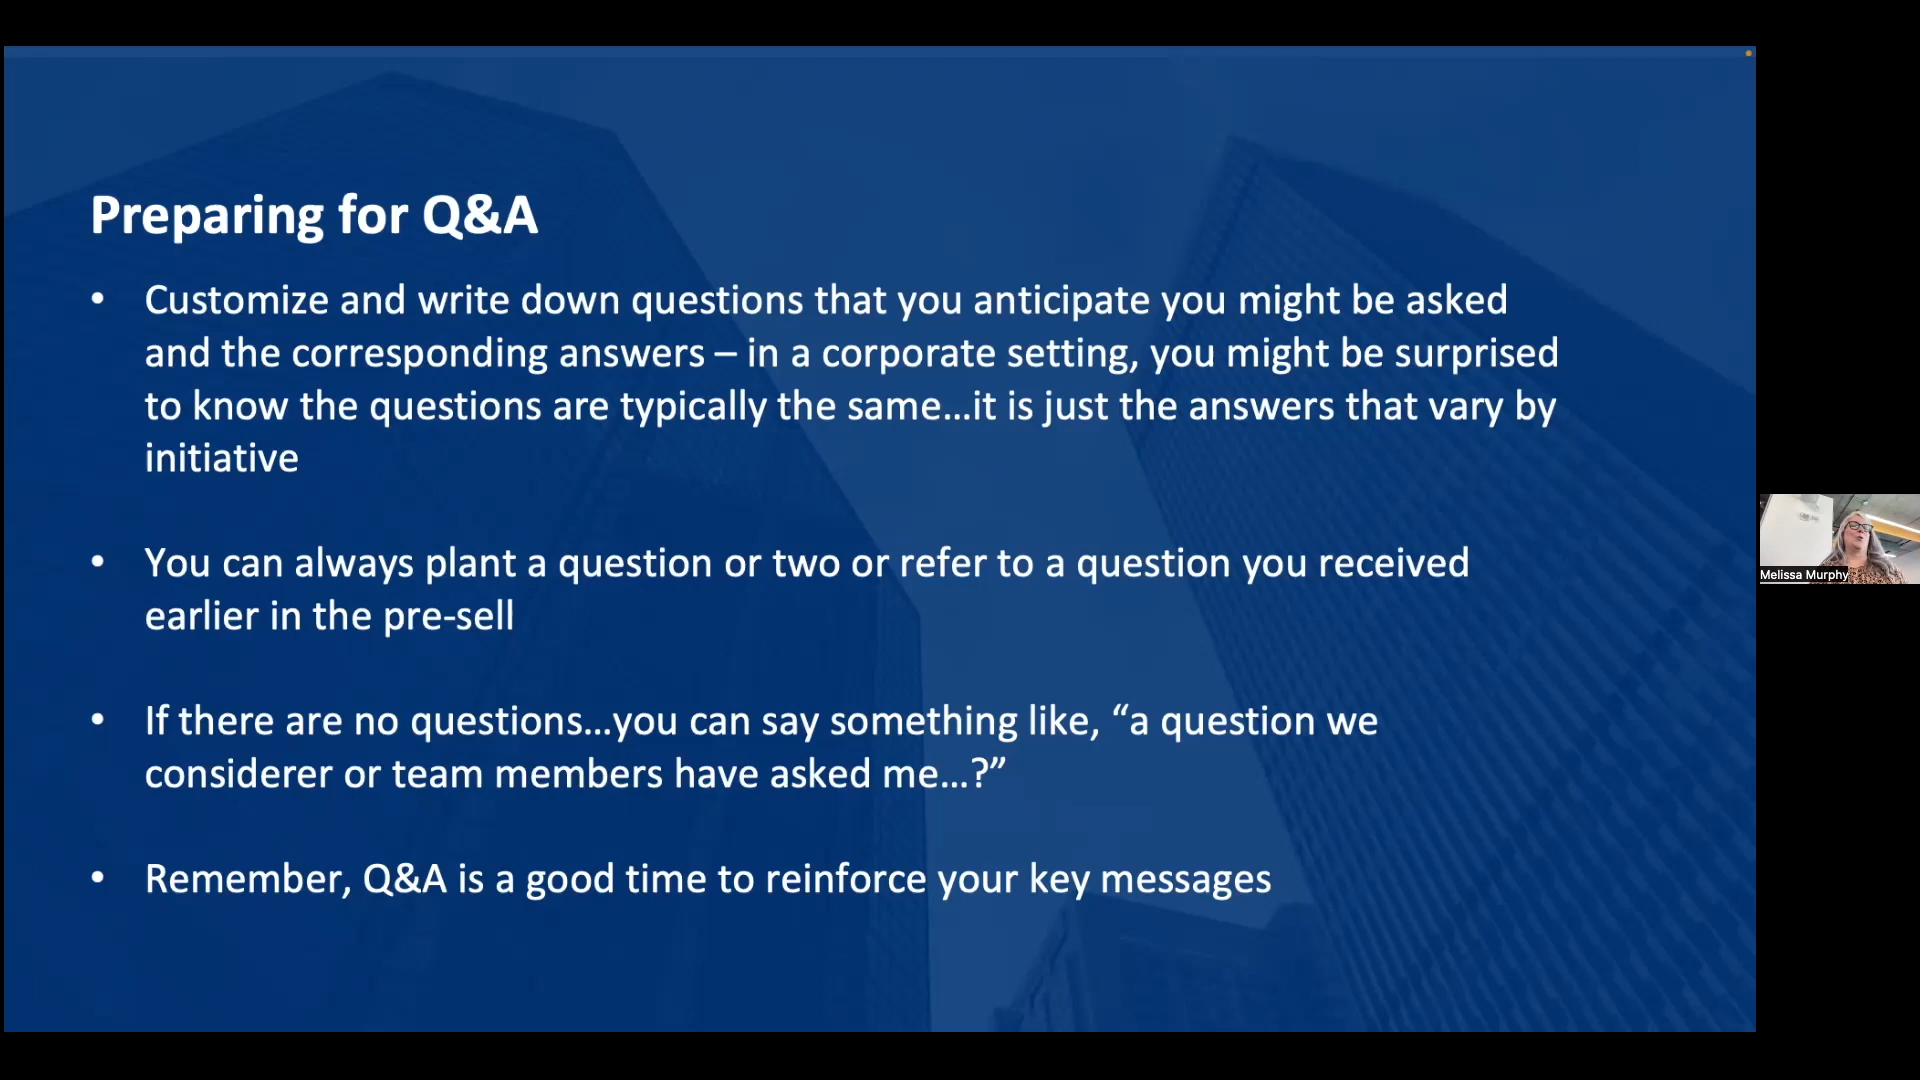 Preparing for Q&A
• Customize and write down questions that you anticipate you might be asked
and the corresponding answers – in a corporate setting, you might be surprised
to know the questions are typically the same...it is just the answers that vary by
initiative
• You can always plant a question or two or refer to a question you received
earlier in the pre-sell
• If there are no questions...you can say something like, “a question we
considerer or team members have asked me...?”
• Remember, Q&A is a good time to reinforce your key messages
Melissa Murphy